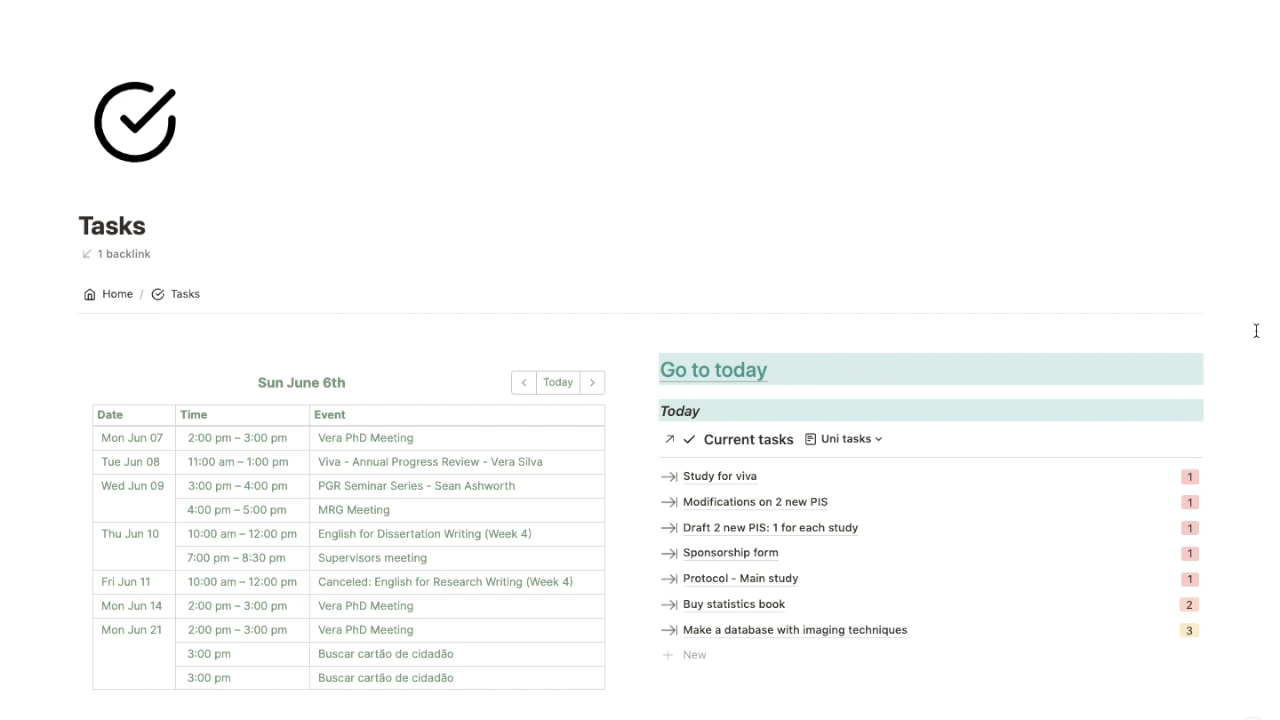 Tasks
1 backlink
Home / Tasks
Sun June 6th
Today
Date Time Event
Mon Jun 07 2:00 pm – 3:00 pm Vera PhD Meeting
Tue Jun 08 11:00 am – 1:00 pm Viva - Annual Progress Review - Vera Silva
Wed Jun 09 3:00 pm – 4:00 pm PGR Seminar Series - Sean Ashworth
4:00 pm – 5:00 pm MRG Meeting
Thu Jun 10 10:00 am – 12:00 pm English for Dissertation Writing (Week 4)
7:00 pm – 8:30 pm Supervisors meeting
Fri Jun 11 10:00 am – 12:00 pm Canceled: English for Research Writing (Week 4)
Mon Jun 14 2:00 pm – 3:00 pm Vera PhD Meeting
Mon Jun 21 2:00 pm – 3:00 pm Vera PhD Meeting
3:00 pm Buscar cartão de cidadão
3:00 pm Buscar cartão de cidadão
Go to today
Today
Current tasks Uni tasks
Study for viva 1
Modifications on 2 new PIS 1
Draft 2 new PIS: 1 for each study 1
Sponsorship form 1
Protocol - Main study 1
Buy statistics book 2
Make a database with imaging techniques 3
New